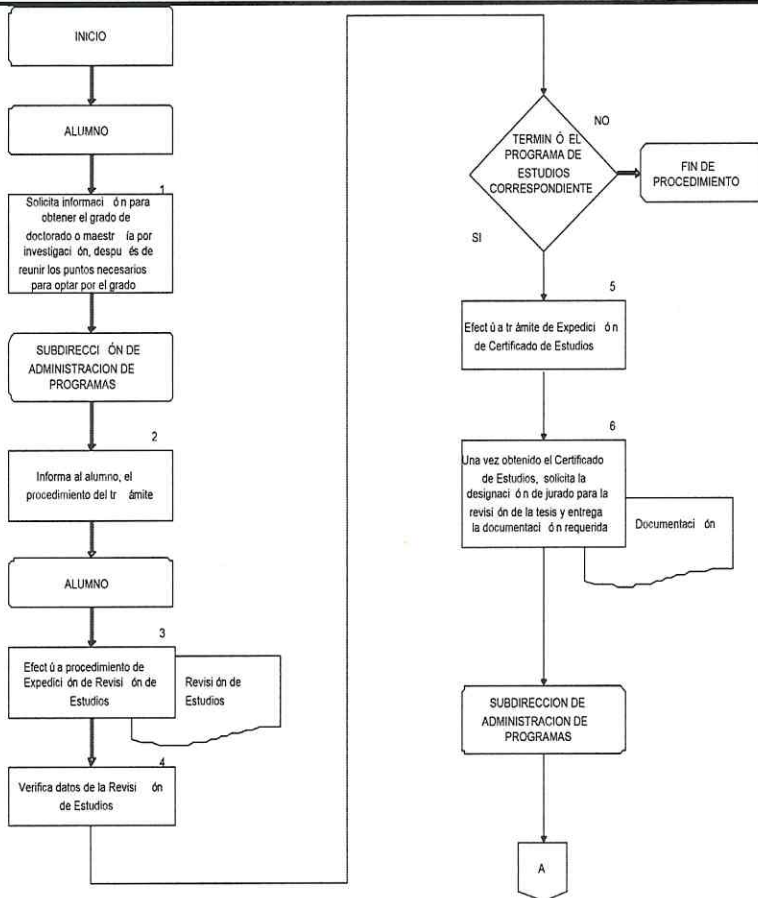 INICIO
ALUMNO
1
Solicita informaci ón para
obtener el grado de
doctorado o maestr ía por
investigaci ón, despu és de
reunir los puntos necesarios
para optar por el grado
SUBDIRECCI ÓN DE
ADMINISTRACION DE
PROGRAMAS
2
Informa al alumno, el
procedimiento del tr ámite
ALUMNO
3
Efect ú a procedimiento de
Expedici ón de Revisi ón de
Estudios
Revisi ón de
Estudios
4
Verifica datos de la Revisi ón
de Estudios
TERMIN Ó EL
PROGRAMA DE
ESTUDIOS
CORRESPONDIENTE
NO
FIN DE
PROCEDIMIENTO
SI
5
Efect ú a tr ámite de Expedici ó n
de Certificado de Estudios
6
Una vez obtenido el Certificado
de Estudios, solicita la
designaci ó n de jurado para la
revisi ón de la tesis y entrega
la documentaci ó n requerida
Documentaci ón
SUBDIRECCION DE
ADMINISTRACION DE
PROGRAMAS
A